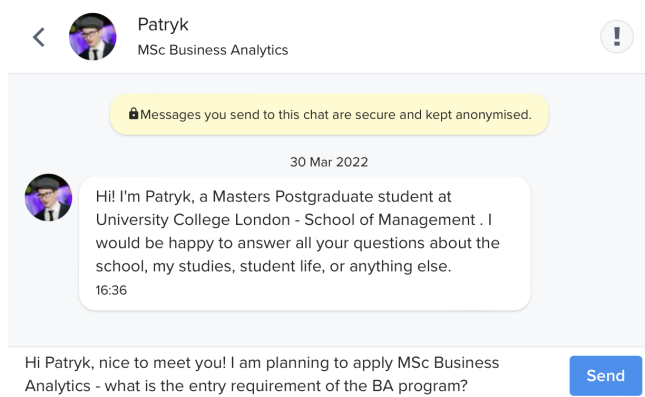 Patryk
MSc Business Analytics
!
Messages you send to this chat are secure and kept anonymised.
30 Mar 2022
Hi! I'm Patryk, a Masters Postgraduate student at
University College London - School of Management . I
would be happy to answer all your questions about the
school, my studies, student life, or anything else.
16:36
Hi Patryk, nice to meet you! I am planning to apply MSc Business
Analytics - what is the entry requirement of the BA program?
Send